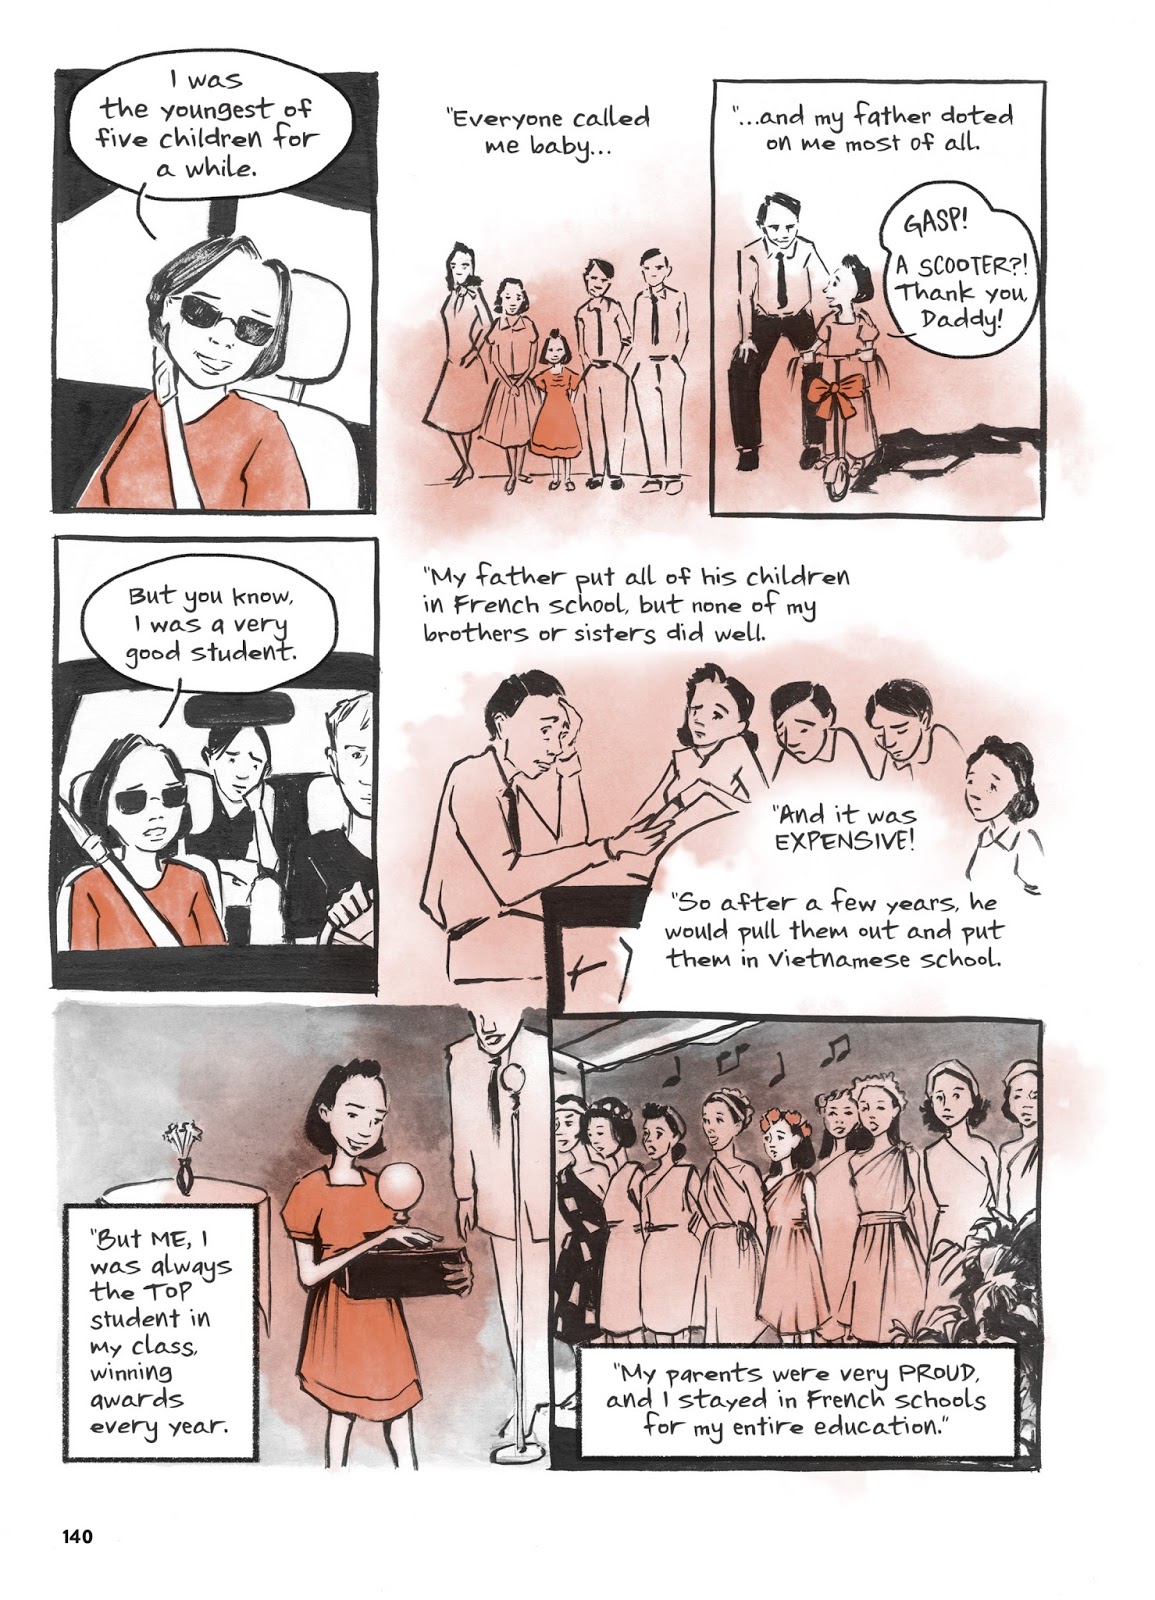 I was
the youngest of
five children for
a while.
"Everyone called
me baby...
"...and my father doted
on me most of all.
GASP!
A SCOOTER?!
Thank you,
Daddy!
But you know,
I was a very
good student.
"My father put all of his children
in French school, but none of my
brothers or sisters did well.
"And it was
EXPENSIVE!
"So after a few years, he
would pull them out and put
them in Vietnamese school.
"But ME, I
was always
the TOP
student in
my class,
winning
awards
every year.
"My parents were very PROUD,
and I stayed in French schools
for my entire education."
140